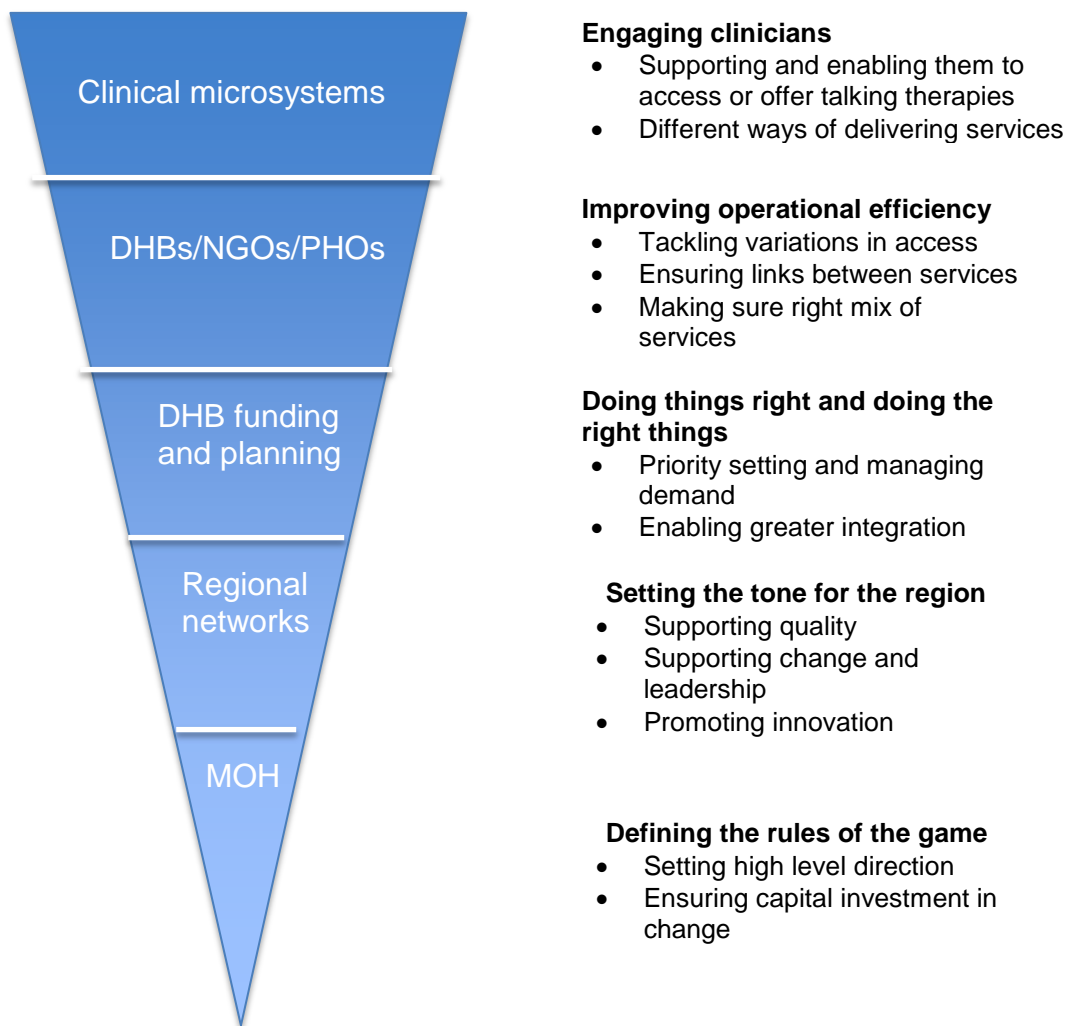 Clinical microsystems
Engaging clinicians
• Supporting and enabling them to
access or offer talking therapies
• Different ways of delivering services
DHBs/NGOs/PHOs
Improving operational efficiency
• Tackling variations in access
• Ensuring links between services
• Making sure right mix of
services
DHB funding
and planning
Doing things right and doing the
right things
• Priority setting and managing
demand
• Enabling greater integration
Regional
networks
Setting the tone for the region
• Supporting quality
• Supporting change and
leadership
• Promoting innovation
MOH
Defining the rules of the game
• Setting high level direction
• Ensuring capital investment in
change